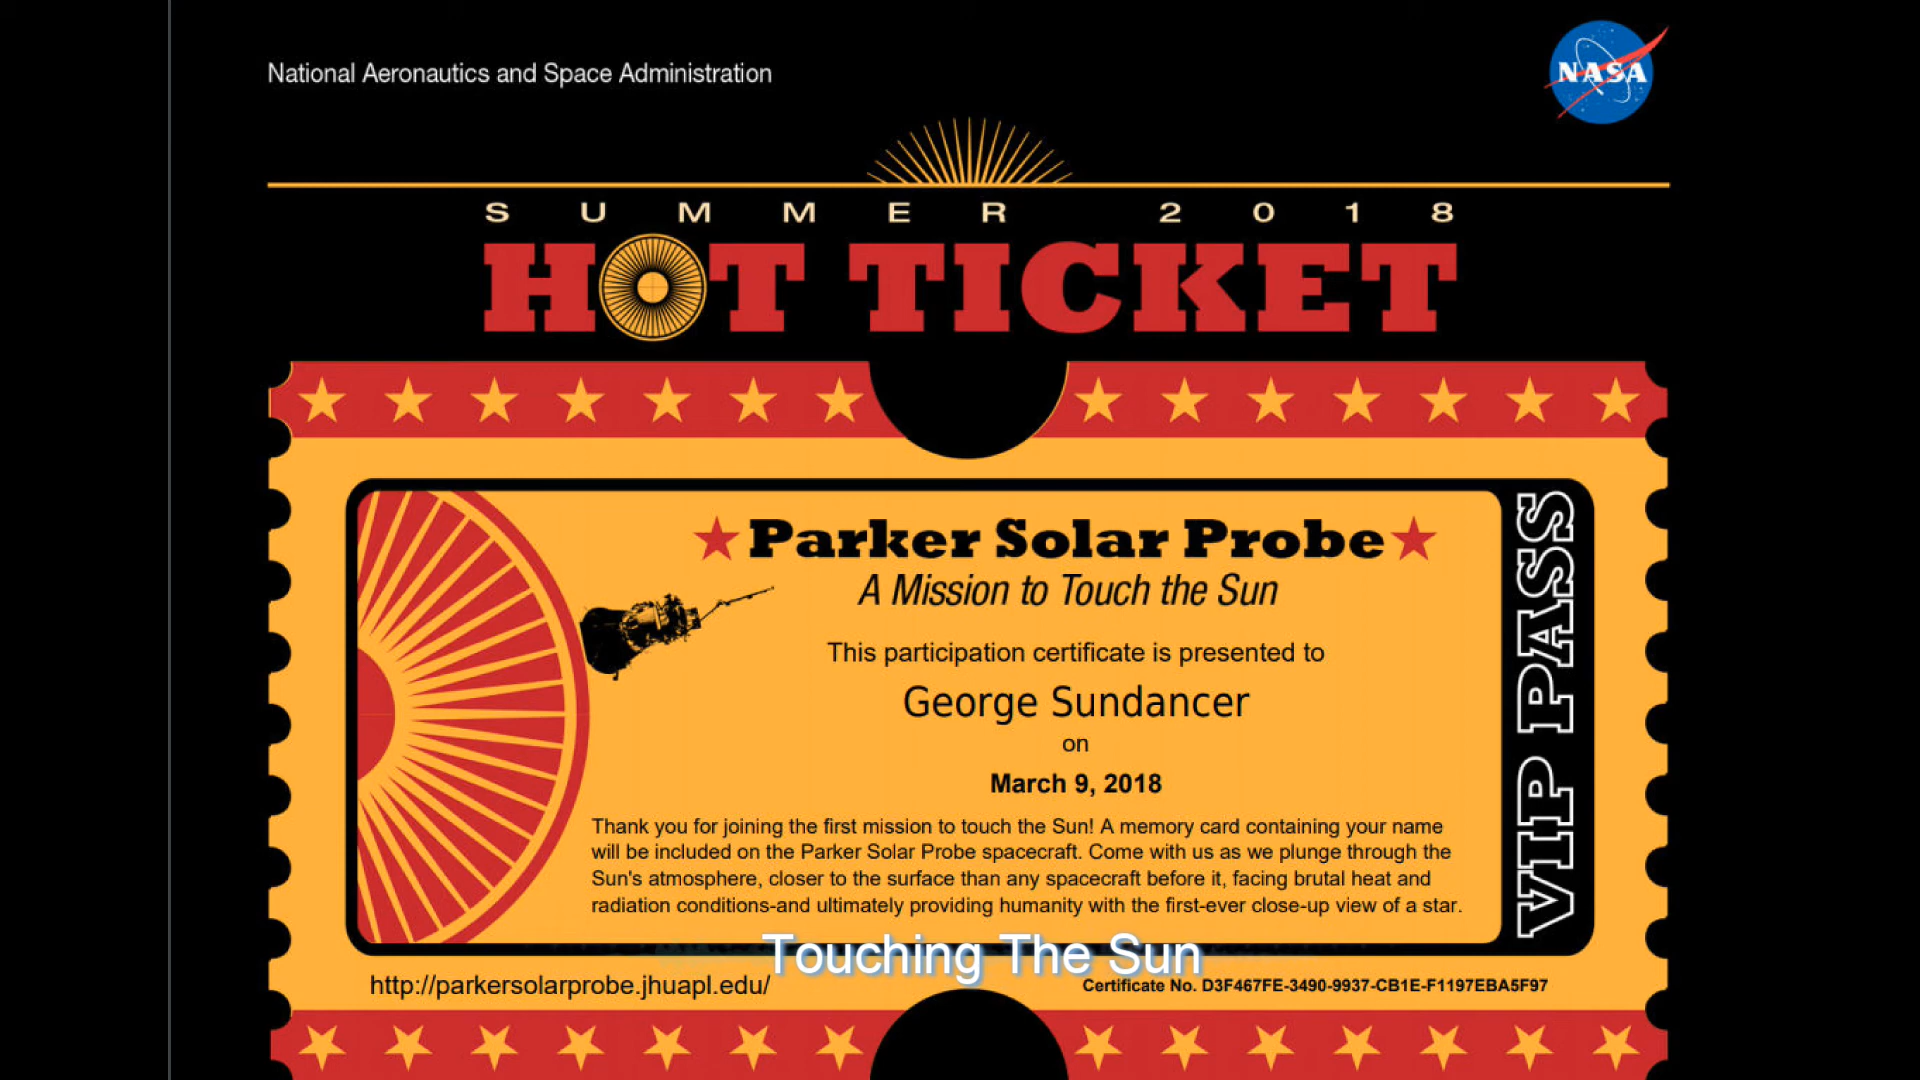 National Aeronautics and Space Administration
NASA
SUMMER 2018
HOT TICKET
Parker Solar Probe
A Mission to Touch the Sun
This participation certificate is presented to
George Sundancer
on
March 9, 2018
Thank you for joining the first mission to touch the Sun! A memory card containing your name
will be included on the Parker Solar Probe spacecraft. Come with us as we plunge through the
Sun's atmosphere, closer to the surface than any spacecraft before it, facing brutal heat and
radiation conditions-and ultimately providing humanity with the first-ever close-up view of a star.
VIP PASS
Touching The Sun
http://parkersolarprobe.jhuapl.edu/
Certificate No. D3F467FE-3490-9937-CB1E-F1197EBA5F97